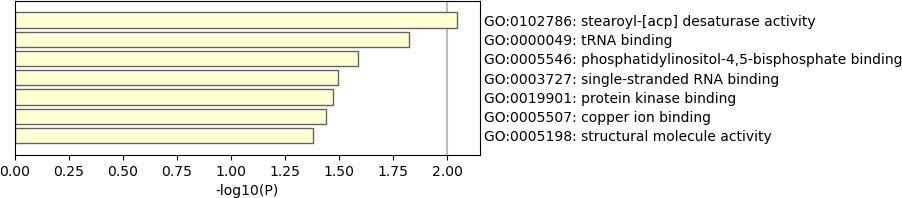 GO:0102786: stearoyl-[acp] desaturase activity
GO:0000049: tRNA binding
GO:0005546: phosphatidylinositol-4,5-bisphosphate binding
GO:0003727: single-stranded RNA binding
GO:0019901: protein kinase binding
GO:0005507: copper ion binding
GO:0005198: structural molecule activity
0.00 0.25 0.50 0.75 1.00 1.25 1.50 1.75 2.00
-log10(P)